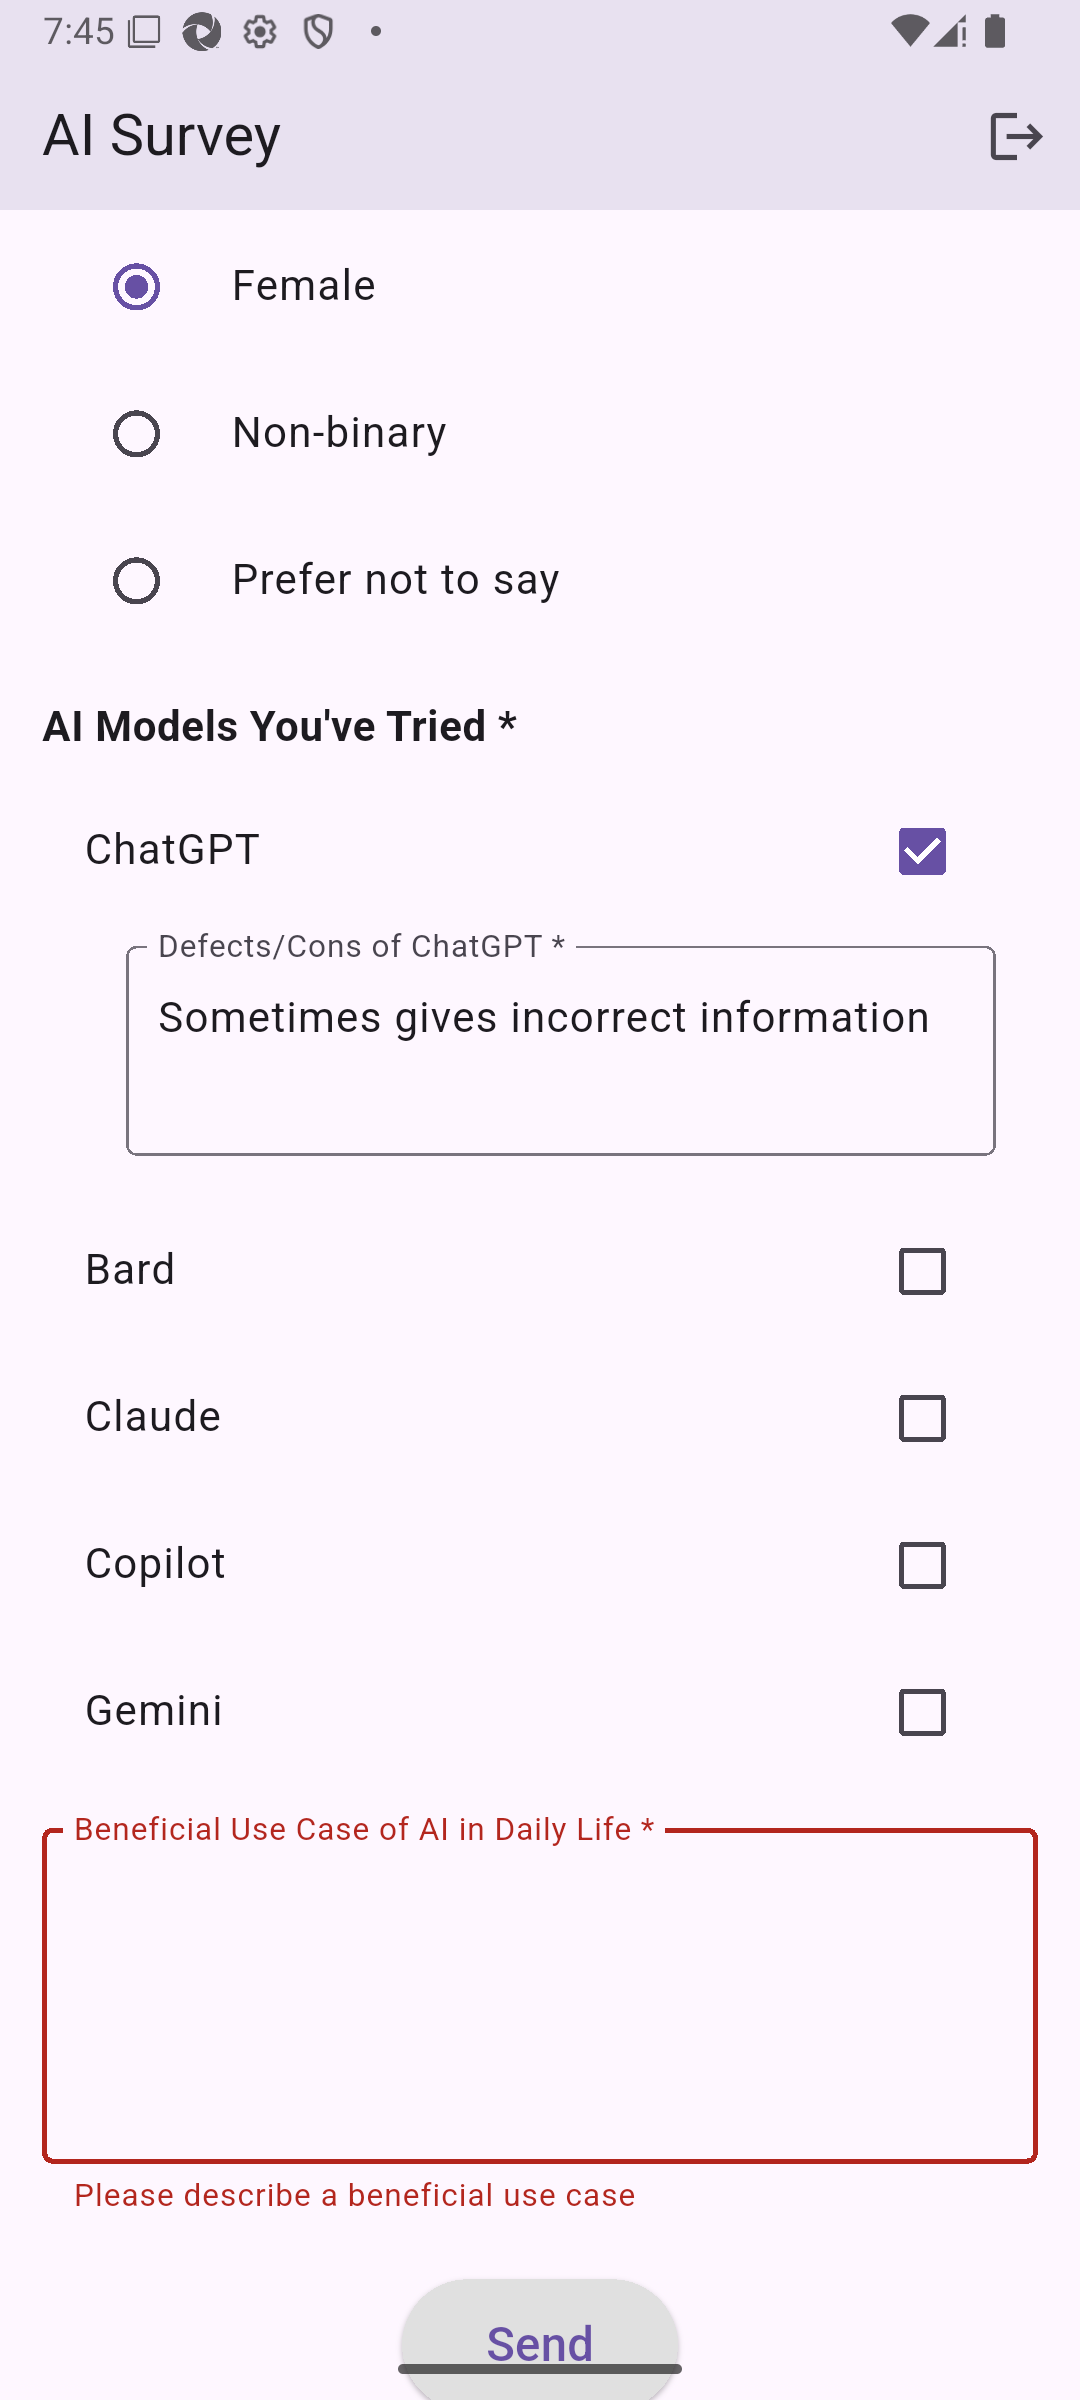 7:45
AI Survey
Female
Non-binary
Prefer not to say
AI Models You've Tried *
ChatGPT
Defects/Cons of ChatGPT *
Sometimes gives incorrect information
Bard
Claude
Copilot
Gemini
Beneficial Use Case of AI in Daily Life *
Please describe a beneficial use case
Send